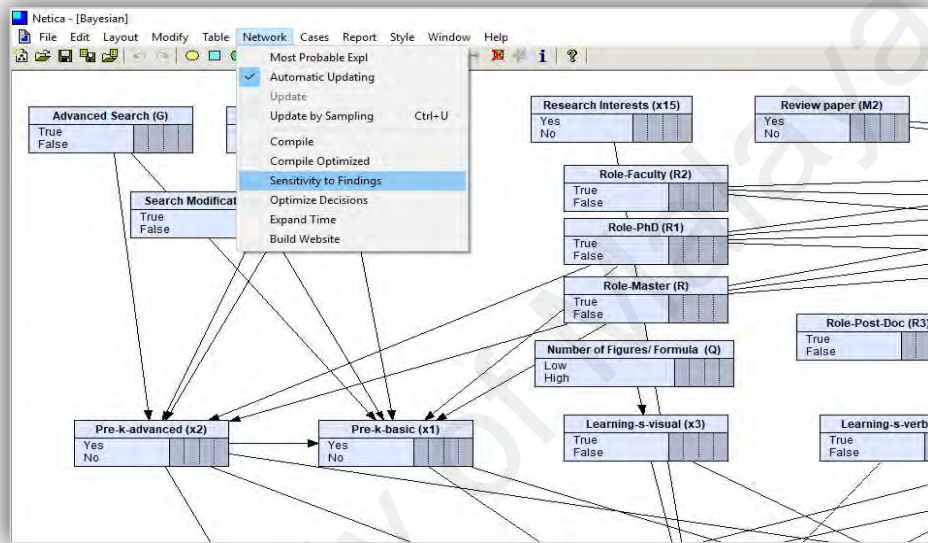 Netica - [Bayesian]
File Edit Layout Modify Table Network Cases Report Style Window Help
Most Probable Expl
Automatic Updating
Update
Update by Sampling Ctrl+U
Compile
Compile Optimized
Sensitivity to Findings
Optimize Decisions
Expand Time
Build Website
Advanced Search (G)
True
False
Search Modificat
True
False
Research Interests (x15)
Yes
No
Review paper (M2)
Yes
No
Role-Faculty (R2)
True
False
Role-PhD (R1)
True
False
Role-Master (R)
True
False
Role-Post-Doc (R3)
True
False
Number of Figures/ Formula (Q)
Low
High
Pre-k-advanced (x2)
Yes
No
Pre-k-basic (x1)
Yes
No
Learning-s-visual (x3)
True
False
Learning-s-verb
True
False
y of Malaya